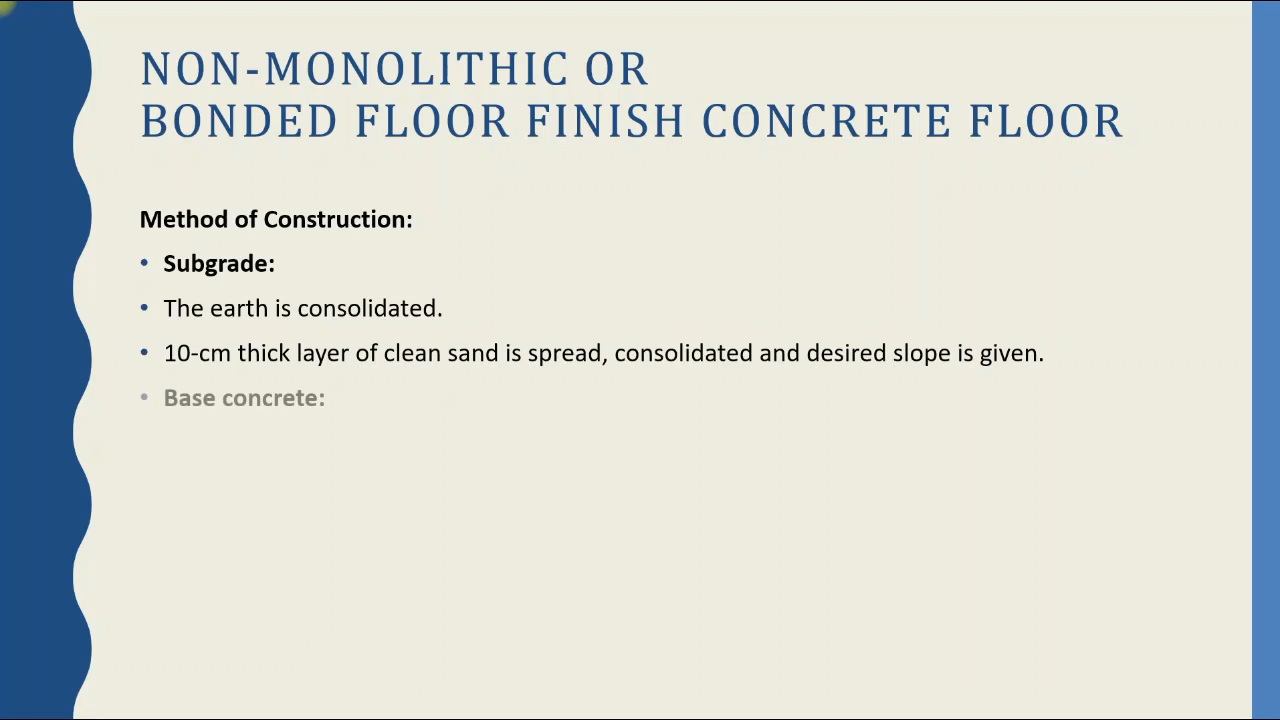 NON-MONOLITHIC OR
BONDED FLOOR FINISH CONCRETE FLOOR
Method of Construction:
• Subgrade:
• The earth is consolidated.
• 10-cm thick layer of clean sand is spread, consolidated and desired slope is given.
• Base concrete: